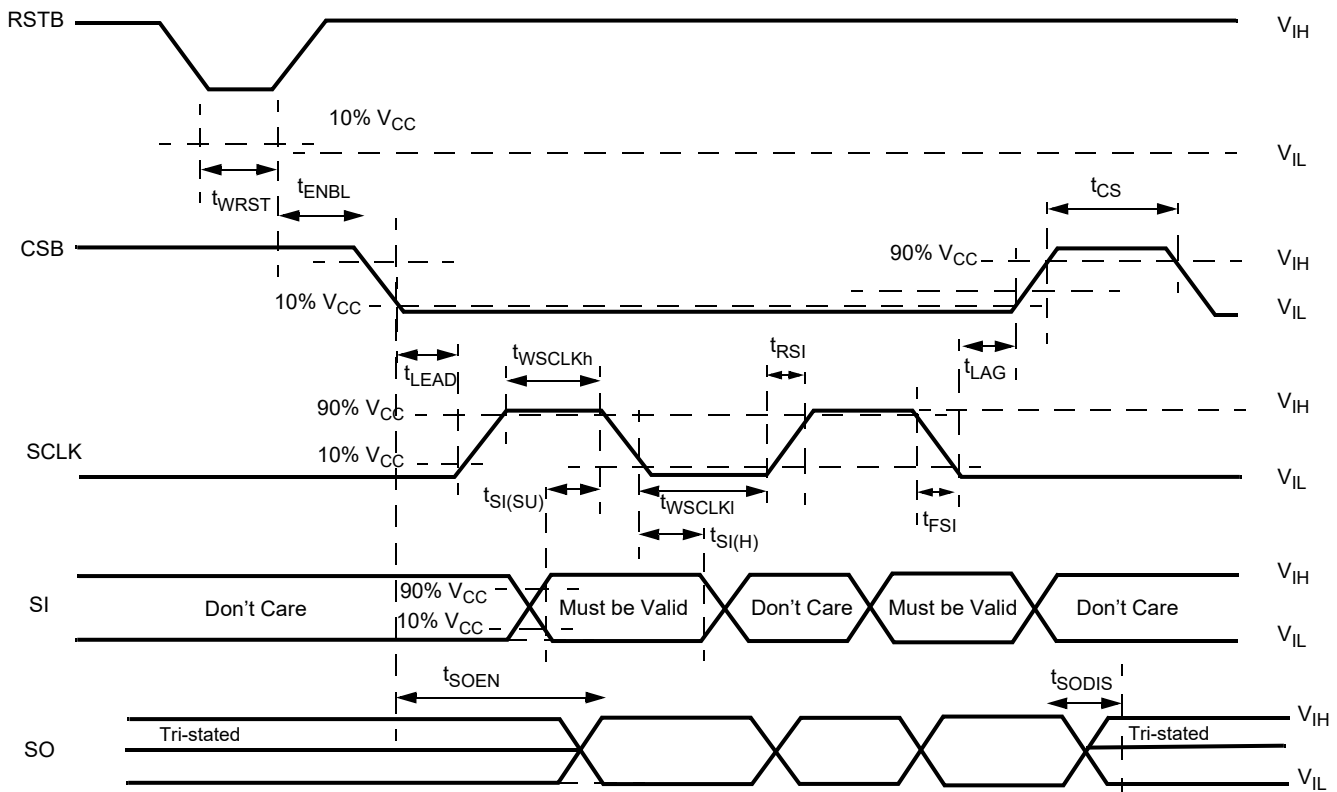 RSTB
VIH
10% VCC
VIL
tWRST
tENBL
tCS
CSB
90% VCC
VIH
10% VCC
VIL
tLEAD
tWSCLKh
tRSI
tLAG
90% VCC
VIH
SCLK
10% VCC
VIL
tSI(SU)
tWSCLKl
tSI(H)
tFSI
SI
90% VCC
10% VCC
Don't Care
Must be Valid
Don't Care
Must be Valid
Don't Care
VIH
VIL
tSOEN
tSODIS
SO
Tri-stated
Tri-stated
VIH
VIL